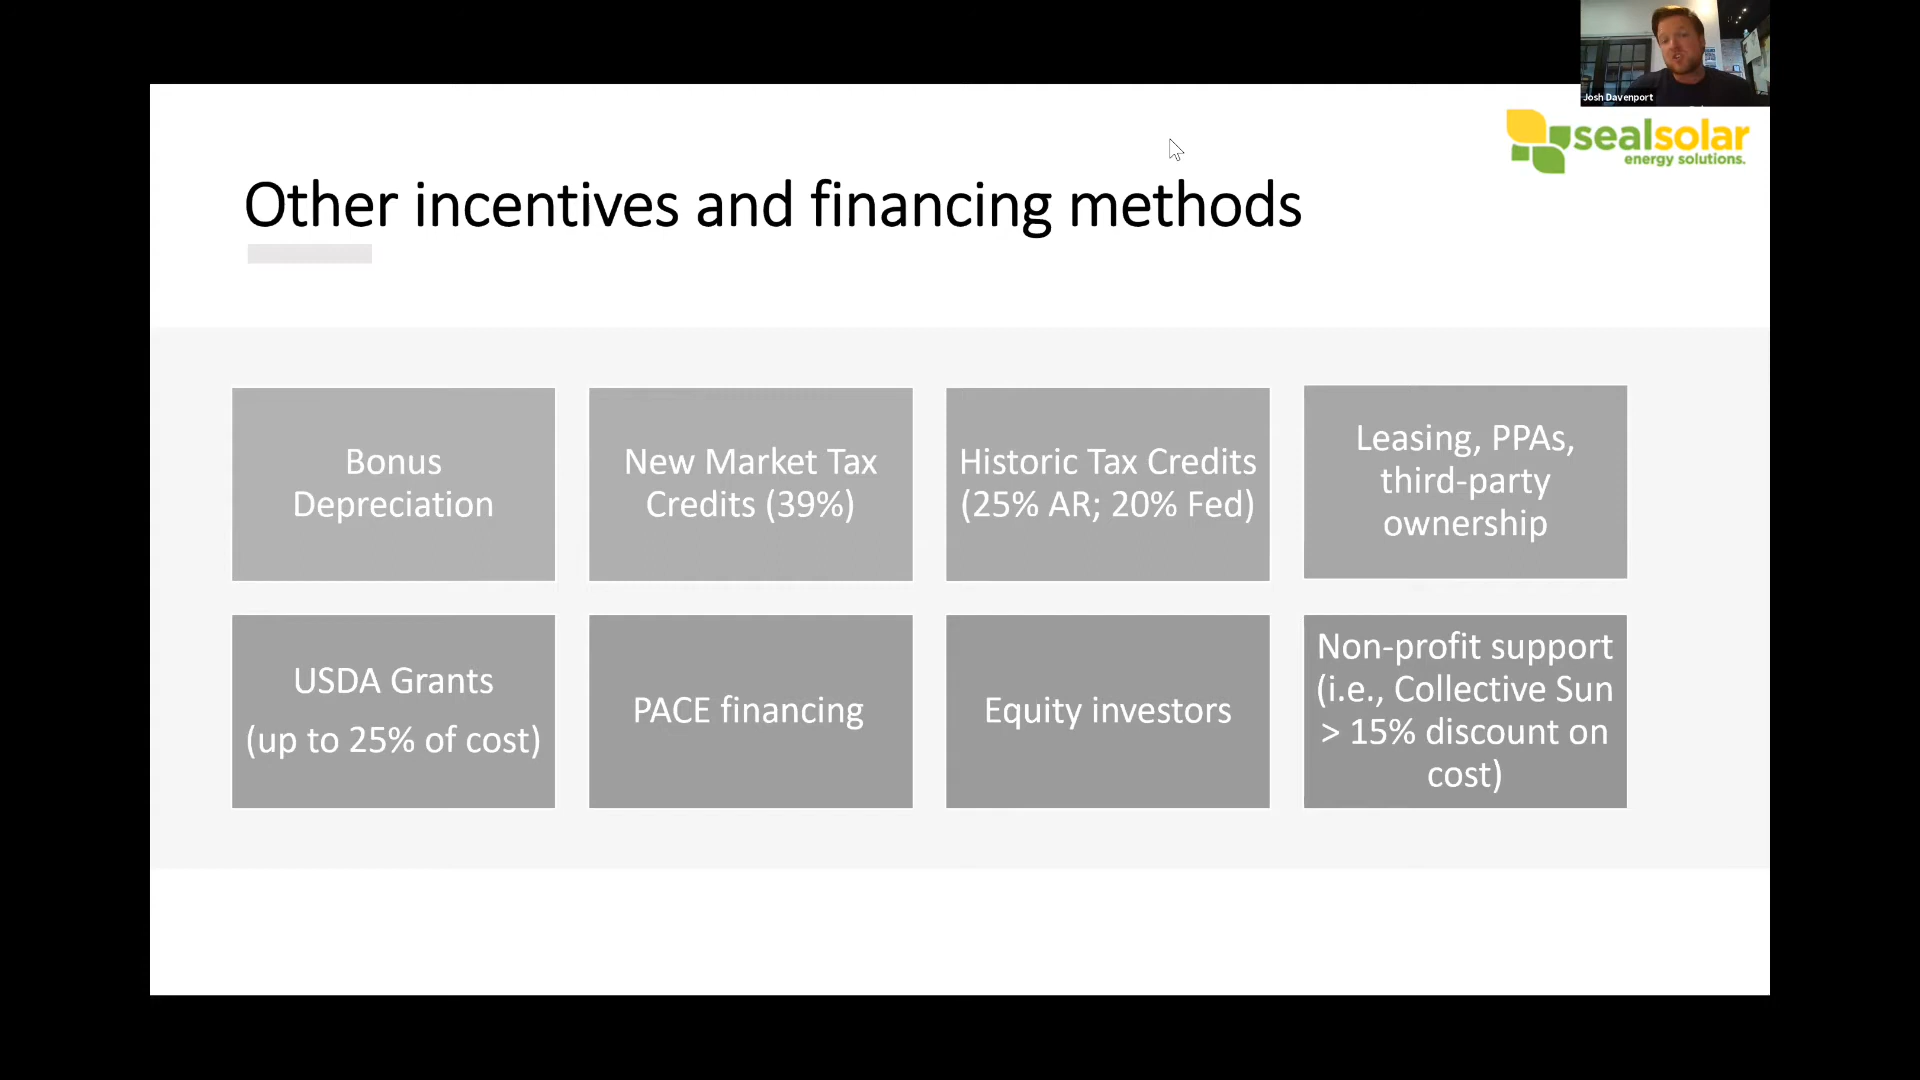 Josh Davenport
sealsolar
energy solutions.
Other incentives and financing methods
Bonus
Depreciation
New Market Tax
Credits (39%)
Historic Tax Credits
(25% AR; 20% Fed)
Leasing, PPAs,
third-party
ownership
USDA Grants
(up to 25% of cost)
PACE financing
Equity investors
Non-profit support
(i.e., Collective Sun
> 15% discount on
cost)